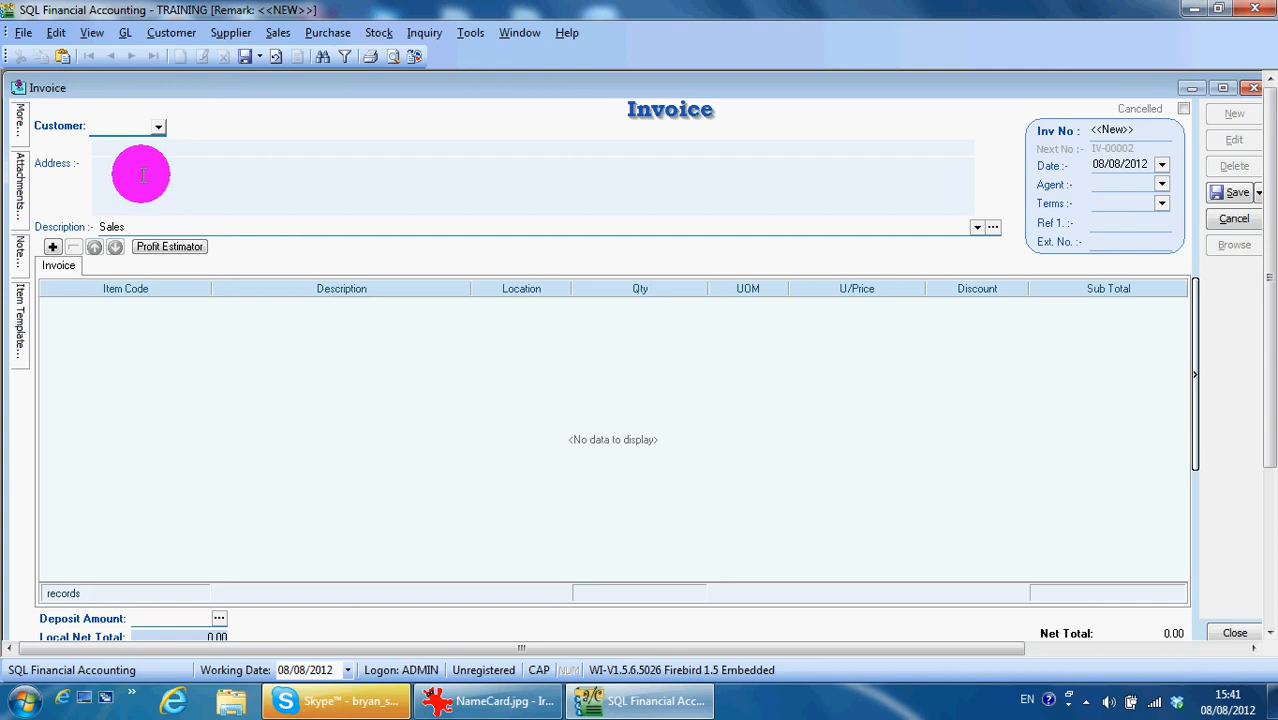 SQL Financial Accounting - TRAINING [Remark: <<NEW>>]
File Edit View GL Customer Supplier Sales Purchase Stock Inquiry Tools Window Help
Invoice
Invoice
Cancelled
More...
Attachments...
Note...
Item Template...
Customer:
Address :-
Description :- Sales
Inv No : <<New>>
Next No :- IV-00002
Date :- 08/08/2012
Agent :-
Terms :-
Ref 1. :-
Ext. No. :-
New
Edit
Delete
Save
Cancel
Browse
Profit Estimator
Invoice
Item Code Description Location Qty UOM U/Price Discount Sub Total
<No data to display>
records
Deposit Amount:
Local Net Total: 0.00
Net Total: 0.00
Close
SQL Financial Accounting Working Date: 08/08/2012 Logon: ADMIN Unregistered CAP NUM WI-V1.5.6.5026 Firebird 1.5 Embedded
Skype™ - bryan_s... NameCard.jpg - Ir... SQL Financial Acc... EN 15:41
08/08/2012